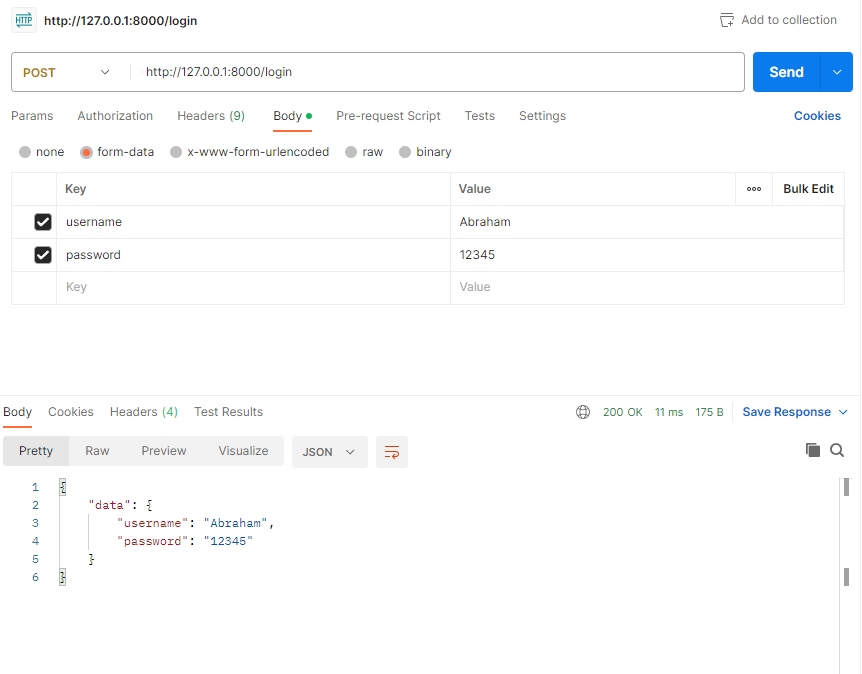 HTTP http://127.0.0.1:8000/login Add to collection
POST http://127.0.0.1:8000/login Send
Params Authorization Headers (9) Body Pre-request Script Tests Settings Cookies
none form-data x-www-form-urlencoded raw binary
Key Value Bulk Edit
username Abraham
password 12345
Key Value
Body Cookies Headers (4) Test Results 200 OK 11 ms 175 B Save Response
Pretty Raw Preview Visualize JSON
1 {
2 "data": {
3 "username": "Abraham",
4 "password": "12345"
5 }
6 }